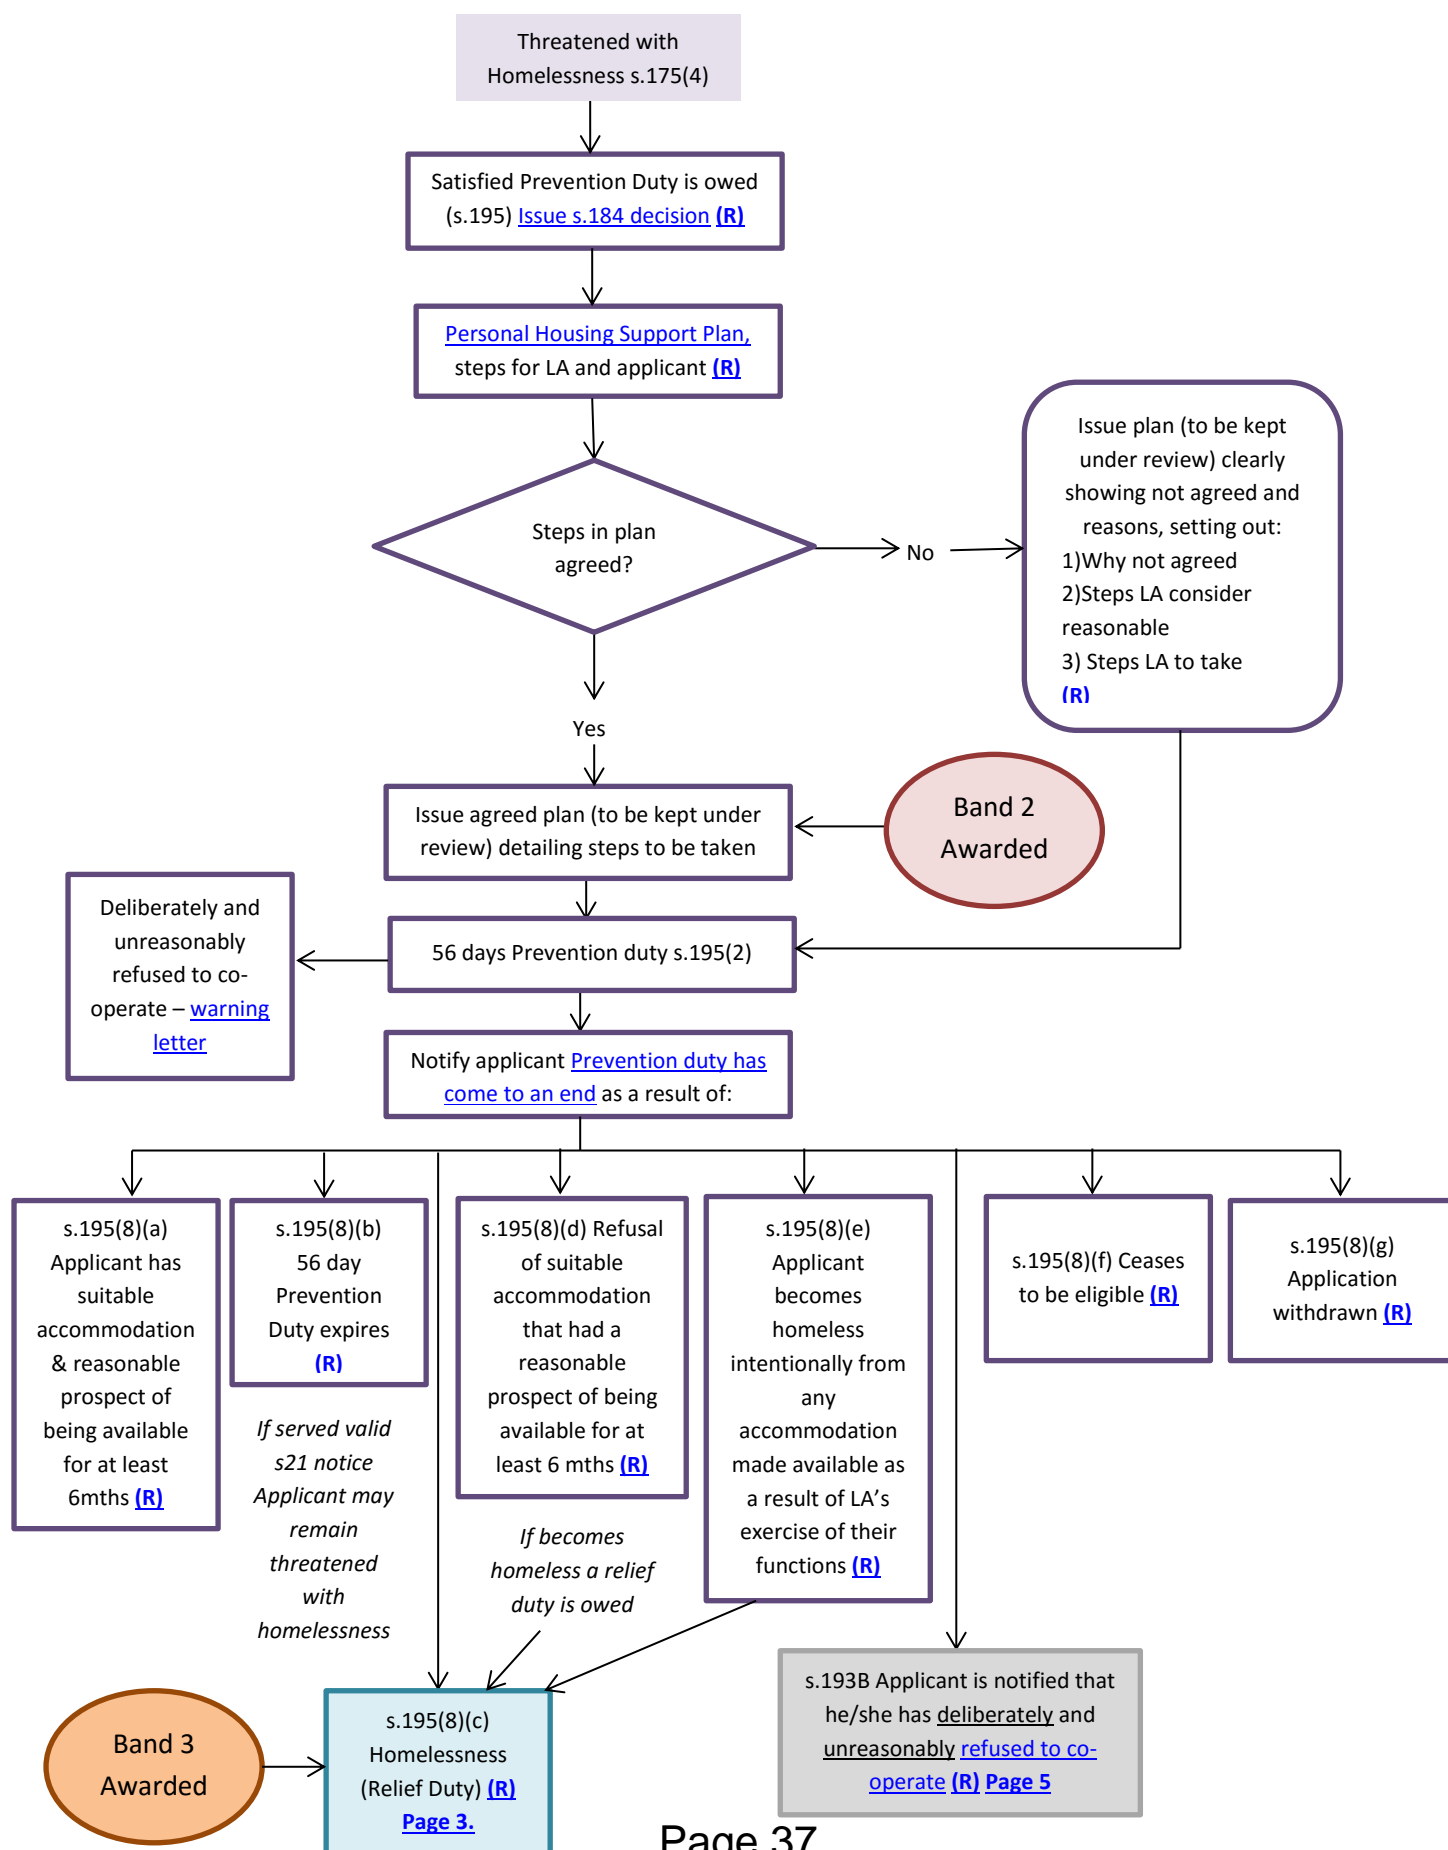 Threatened with
Homelessness s.175(4)
Satisfied Prevention Duty is owed
(s.195) Issue s.184 decision (R)
Personal Housing Support Plan,
steps for LA and applicant (R)
Steps in plan
agreed?
No
Issue plan (to be kept
under review) clearly
showing not agreed and
reasons, setting out:
1)Why not agreed
2)Steps LA consider
reasonable
3) Steps LA to take
(R)
Yes
Band 2
Awarded
Issue agreed plan (to be kept under
review) detailing steps to be taken
Deliberately and
unreasonably
refused to co-
operate – warning
letter
56 days Prevention duty s.195(2)
Notify applicant Prevention duty has
come to an end as a result of:
s.195(8)(a)
Applicant has
suitable
accommodation
& reasonable
prospect of
being available
for at least
6mths (R)
s.195(8)(b)
56 day
Prevention
Duty expires
(R)
If served valid
s21 notice
Applicant may
remain
threatened
with
homelessness
s.195(8)(d) Refusal
of suitable
accommodation
that had a
reasonable
prospect of being
available for at
least 6 mths (R)
If becomes
homeless a relief
duty is owed
s.195(8)(e)
Applicant
becomes
homeless
intentionally from
any
accommodation
made available as
a result of LA’s
exercise of their
functions (R)
s.195(8)(f) Ceases
to be eligible (R)
s.195(8)(g)
Application
withdrawn (R)
Band 3
Awarded
s.195(8)(c)
Homelessness
(Relief Duty) (R)
Page 3.
s.193B Applicant is notified that
he/she has deliberately and
unreasonably refused to co-
operate (R) Page 5
Page 37